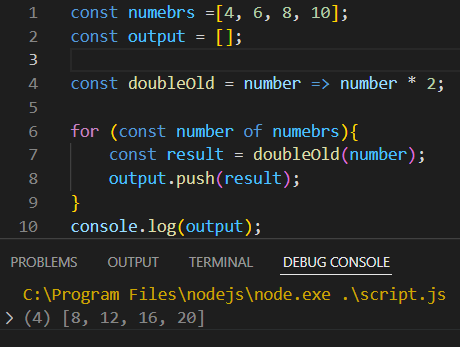 1 const numebrs =[4, 6, 8, 10];
2 const output = [];
3
4 const doubleOld = number => number * 2;
5
6 for (const number of numebrs){
7     const result = doubleOld(number);
8     output.push(result);
9 }
10 console.log(output);
PROBLEMS OUTPUT TERMINAL DEBUG CONSOLE
C:\Program Files\nodejs\node.exe .\script.js
> (4) [8, 12, 16, 20]